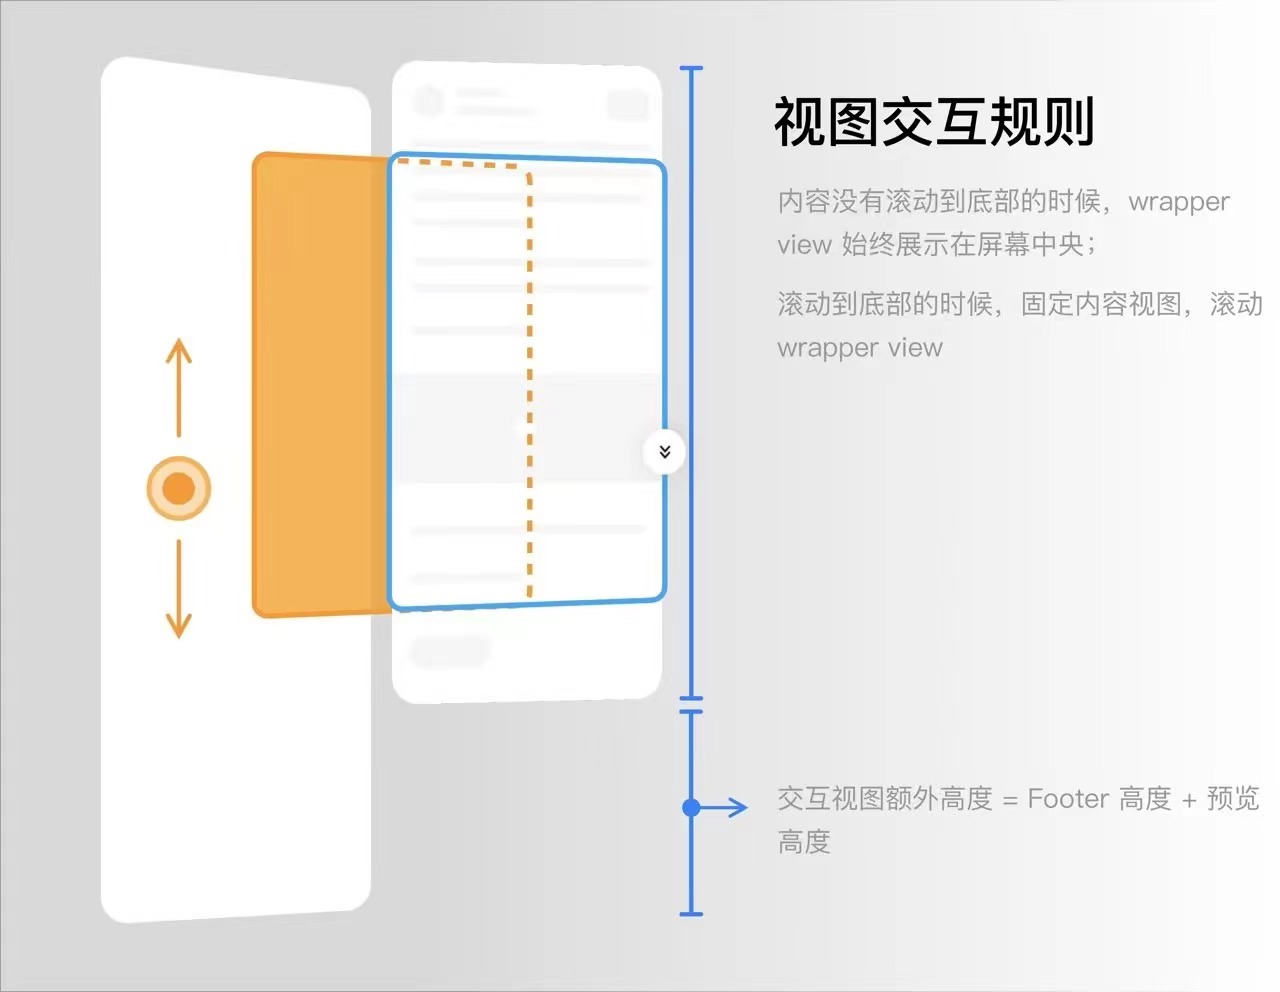 视图交互规则
内容没有滚动到底部的时候，wrapper
view 始终展示在屏幕中央；
滚动到底部的时候，固定内容视图，滚动
wrapper view
交互视图额外高度 = Footer 高度 + 预览
高度